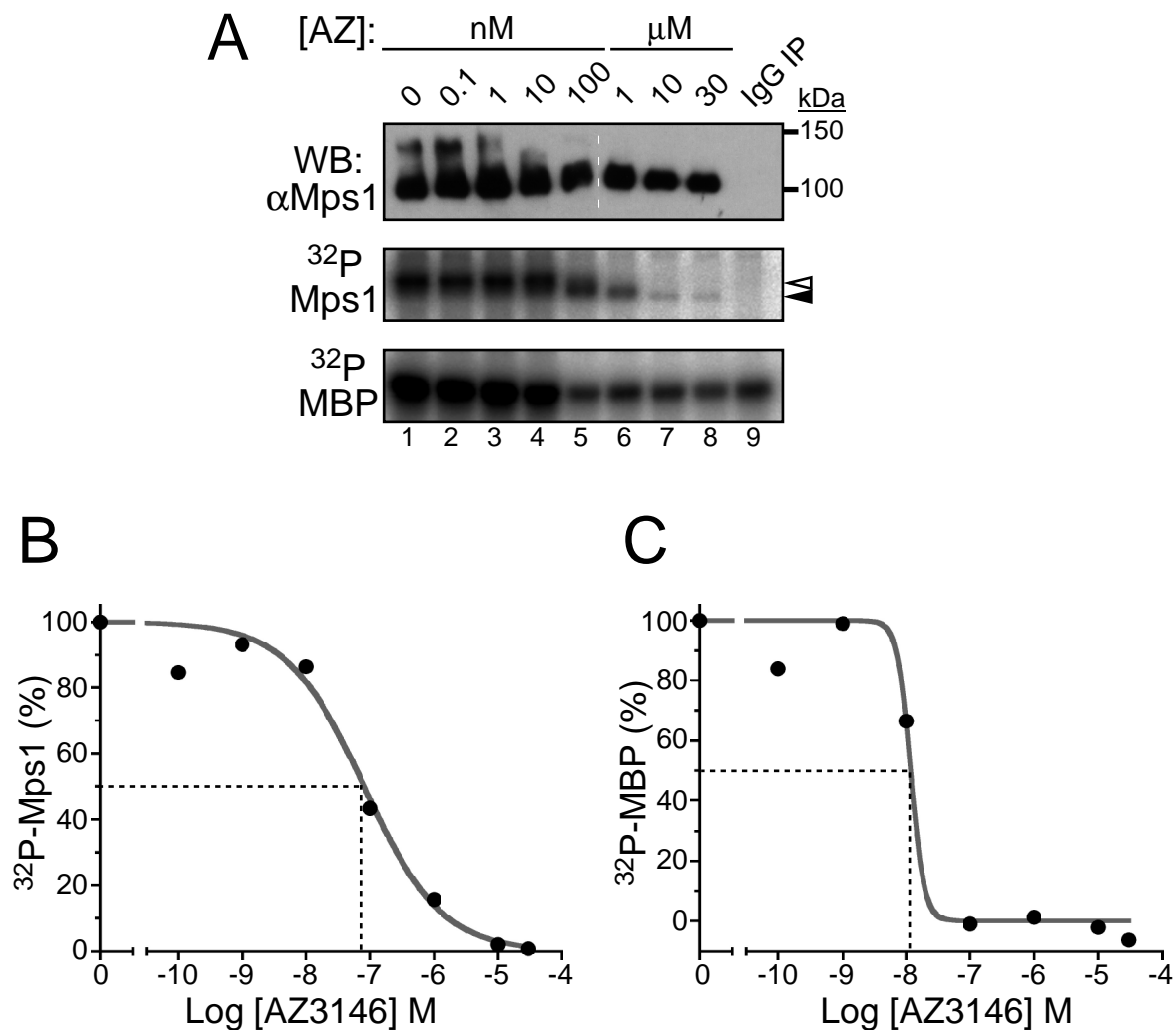 A
[AZ]: nM μM
0 0.1 1 10 100 1 10 30 IgG IP kDa
WB: αMps1
150
100
32P Mps1
32P MBP
1 2 3 4 5 6 7 8 9
B
32P-Mps1 (%)
100
80
60
40
20
0
0 -10 -9 -8 -7 -6 -5 -4
Log [AZ3146] M
C
32P-MBP (%)
100
80
60
40
20
0
0 -10 -9 -8 -7 -6 -5 -4
Log [AZ3146] M